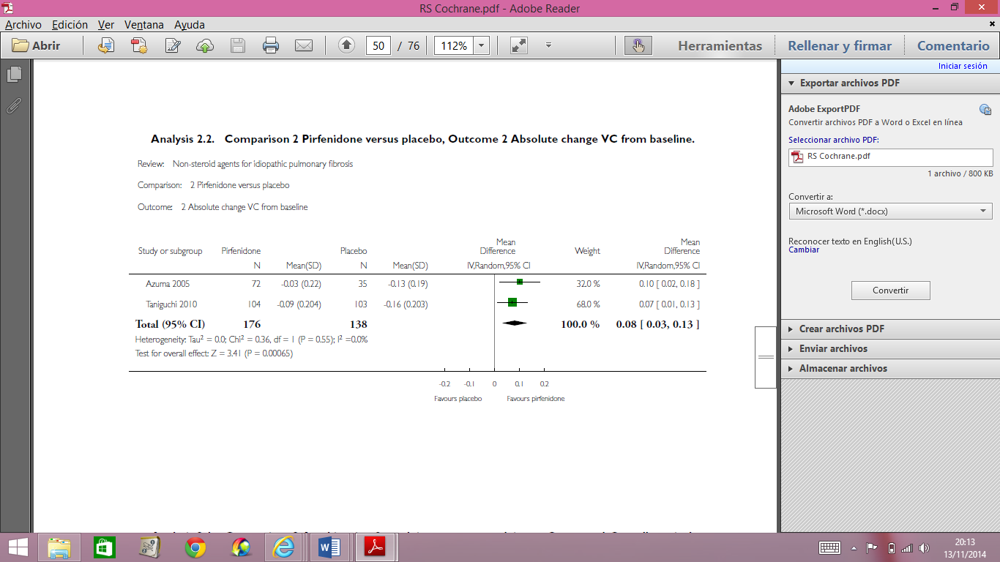 RS Cochrane.pdf - Adobe Reader
Archivo Edición Ver Ventana Ayuda
Abrir 50 / 76 112% Herramientas Rellenar y firmar Comentario
Iniciar sesión
Exportar archivos PDF
Adobe ExportPDF
Convertir archivos PDF a Word o Excel en línea
Seleccionar archivo PDF:
RS Cochrane.pdf
1 archivo / 800 KB
Convertir a:
Microsoft Word (*.docx)
Reconocer texto en English(U.S.)
Cambiar
Convertir
Crear archivos PDF
Enviar archivos
Almacenar archivos
Analysis 2.2. Comparison 2 Pirfenidone versus placebo, Outcome 2 Absolute change VC from baseline.
Review: Non-steroid agents for idiopathic pulmonary fibrosis
Comparison: 2 Pirfenidone versus placebo
Outcome: 2 Absolute change VC from baseline
Mean Mean
Study or subgroup Pirfenidone Placebo Difference Weight Difference
N Mean(SD) N Mean(SD) IV,Random,95% CI IV,Random,95% CI
Azuma 2005 72 -0.03 (0.22) 35 -0.13 (0.19) 32.0 % 0.10 [ 0.02, 0.18 ]
Taniguchi 2010 104 -0.09 (0.204) 103 -0.16 (0.203) 68.0 % 0.07 [ 0.01, 0.13 ]
Total (95% CI) 176 138 100.0 % 0.08 [ 0.03, 0.13 ]
Heterogeneity: Tau² = 0.0; Chi² = 0.36, df = 1 (P = 0.55); I² =0.0%
Test for overall effect: Z = 3.41 (P = 0.00065)
-0.2 -0.1 0 0.1 0.2
Favours placebo Favours pirfenidone
20:13
13/11/2014